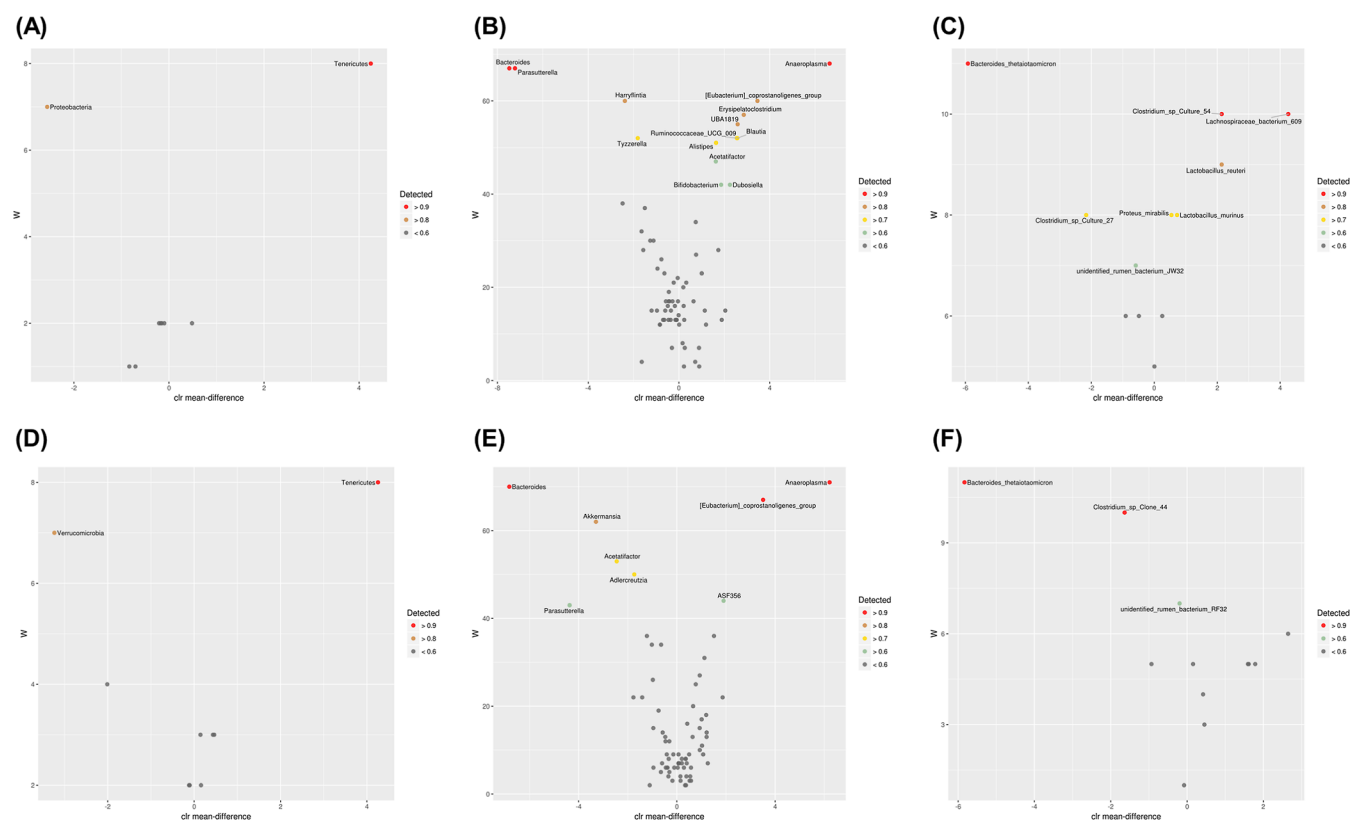 (A)
Tenericutes
Proteobacteria
8
6
4
2
W
-2
0
2
4
clr mean-difference
Detected
> 0.9
> 0.8
< 0.6
(B)
Bacteroides
Parasutterella
Anaeroplasma
Harryflintia
[Eubacterium]_coprostanoligenes_group
Erysipelatoclostridium
UBA1819
Ruminococcaceae_UCG_009
Blautia
Tyzzerella
Alistipes
Acetatifactor
Bifidobacterium
Dubosiella
60
40
20
0
W
-8
-4
0
4
clr mean-difference
Detected
> 0.9
> 0.8
> 0.7
> 0.6
< 0.6
(C)
Bacteroides_thetaiotaomicron
Clostridium_sp_Culture_54
Lachnospiraceae_bacterium_609
Lactobacillus_reuteri
Proteus_mirabilis
Lactobacillus_murinus
Clostridium_sp_Culture_27
unidentified_rumen_bacterium_JW32
10
8
6
W
-6
-4
-2
0
2
4
clr mean-difference
Detected
> 0.9
> 0.8
> 0.7
> 0.6
< 0.6
(D)
Tenericutes
Verrucomicrobia
8
6
4
2
W
-2
0
2
4
clr mean-difference
Detected
> 0.9
> 0.8
< 0.6
(E)
Bacteroides
Anaeroplasma
[Eubacterium]_coprostanoligenes_group
Akkermansia
Acetatifactor
Adlercreutzia
Parasutterella
ASF356
60
40
20
0
W
-4
0
4
clr mean-difference
Detected
> 0.9
> 0.8
> 0.7
> 0.6
< 0.6
(F)
Bacteroides_thetaiotaomicron
Clostridium_sp_Clone_44
unidentified_rumen_bacterium_RF32
9
6
3
W
-6
-4
-2
0
2
clr mean-difference
Detected
> 0.9
> 0.6
< 0.6